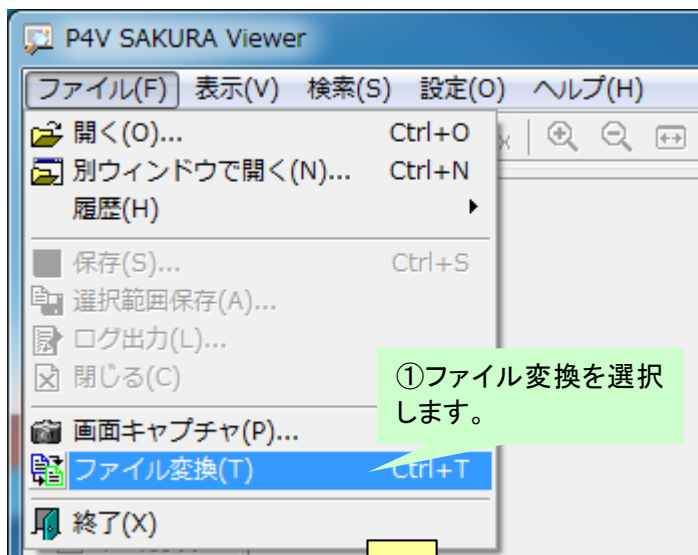 P4V SAKURA Viewer
ファイル(F) 表示(V) 検索(S) 設定(O) ヘルプ(H)
開く(O)... Ctrl+O
別ウィンドウで開く(N)... Ctrl+N
履歴(H)
保存(S)... Ctrl+S
選択範囲保存(A)...
ログ出力(L)...
閉じる(C)
①ファイル変換を選択
します。
画面キャプチャ(P)...
ファイル変換(T) Ctrl+T
終了(X)